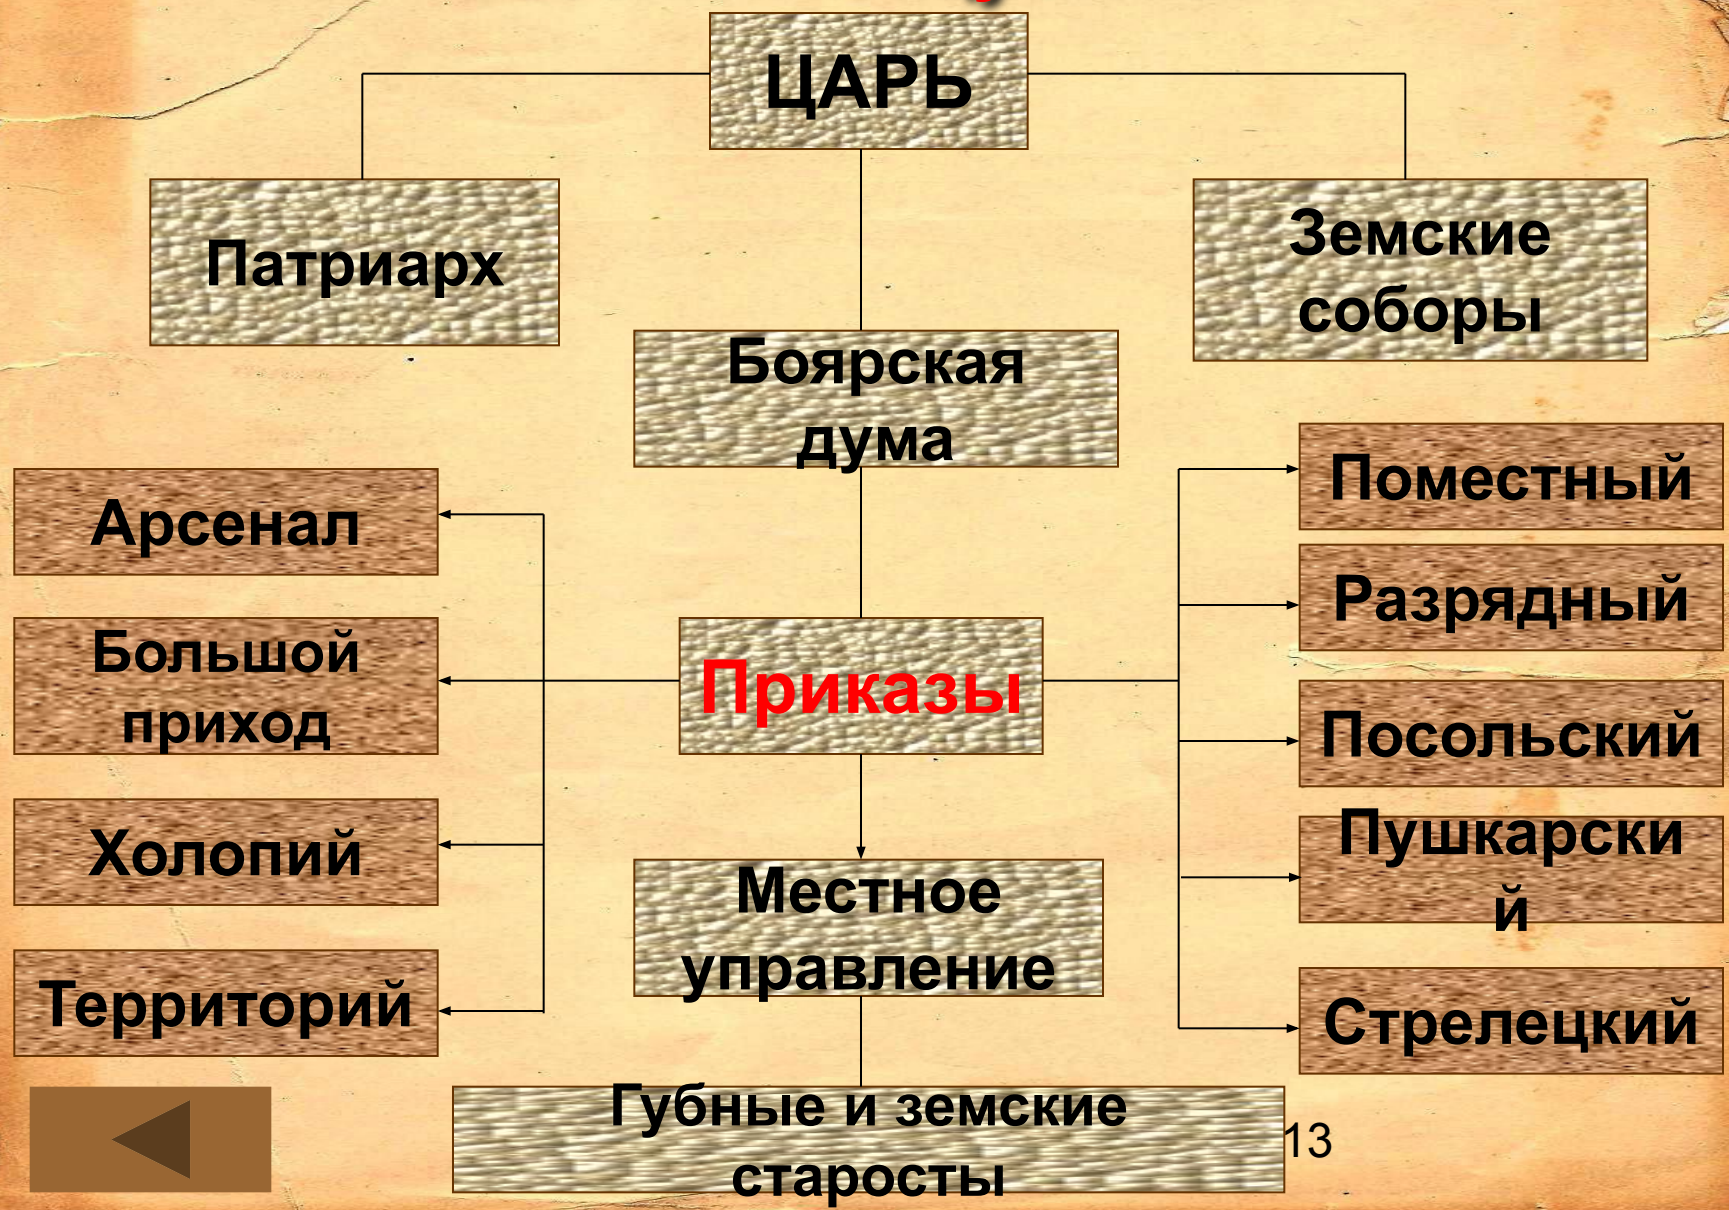 ЦАРЬ
Патриарх
Земские
соборы
Боярская
дума
Арсенал
Большой
приход
Холопий
Территорий
Приказы
Поместный
Разрядный
Посольский
Пушкарски
й
Стрелецкий
Местное
управление
Губные и земские
старосты
13